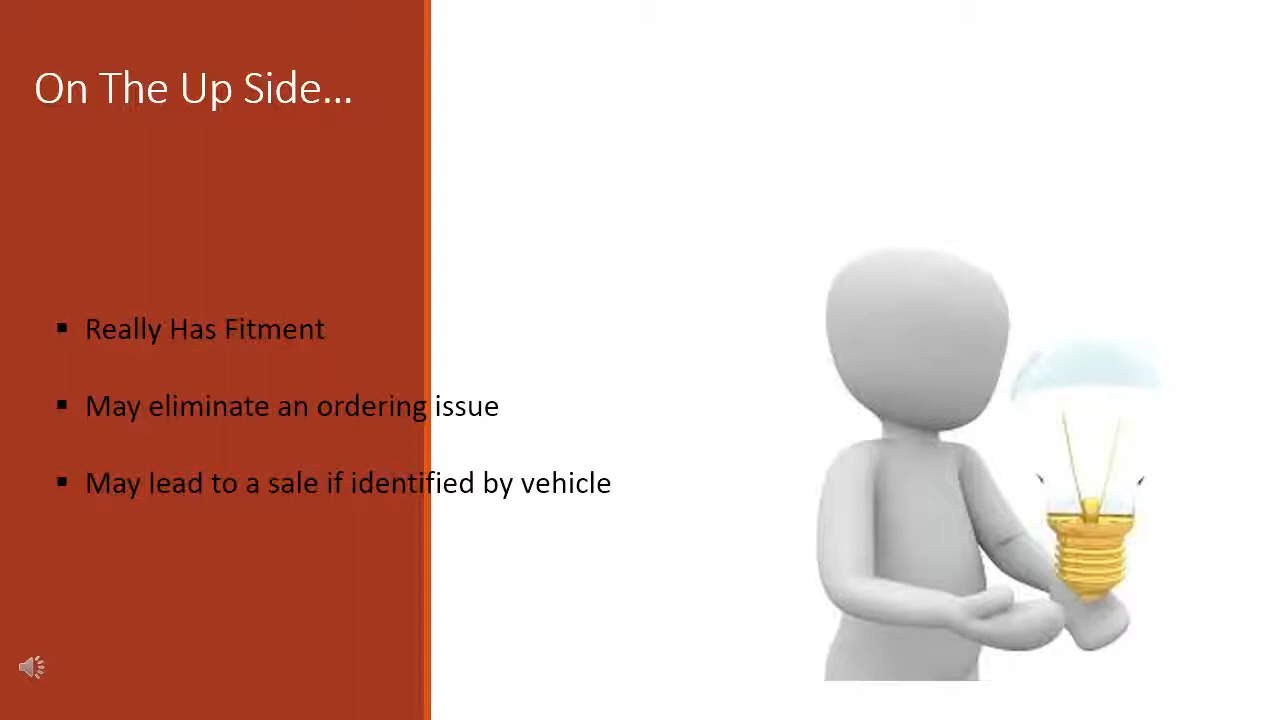 On The Up Side...
▪ Really Has Fitment
▪ May eliminate an ordering issue
▪ May lead to a sale if identified by vehicle